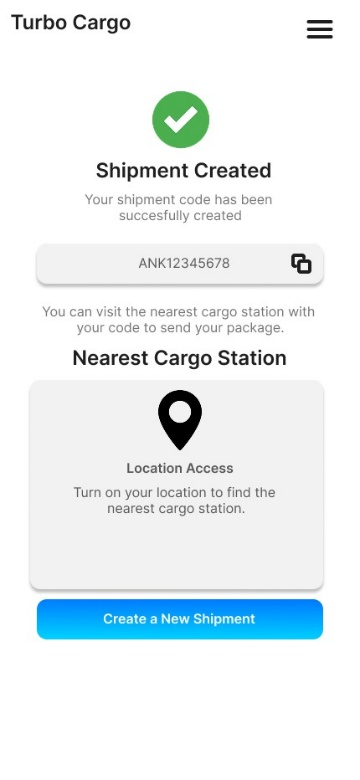 Turbo Cargo
Shipment Created
Your shipment code has been
succesfully created
ANK12345678
You can visit the nearest cargo station with
your code to send your package.
Nearest Cargo Station
Location Access
Turn on your location to find the
nearest cargo station.
Create a New Shipment